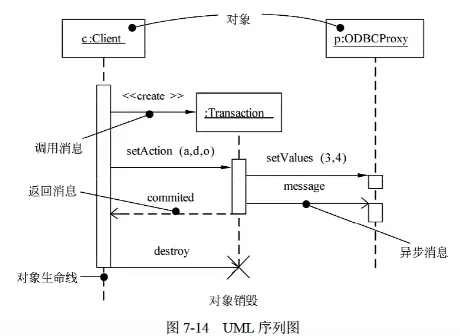 对象
c:Client
p:ODBCProxy
<<create >>
:Transaction
调用消息
setAction (a,d,o)
setValues (3,4)
返回消息
commited
message
异步消息
destroy
对象生命线
对象销毁
图 7-14 UML 序列图